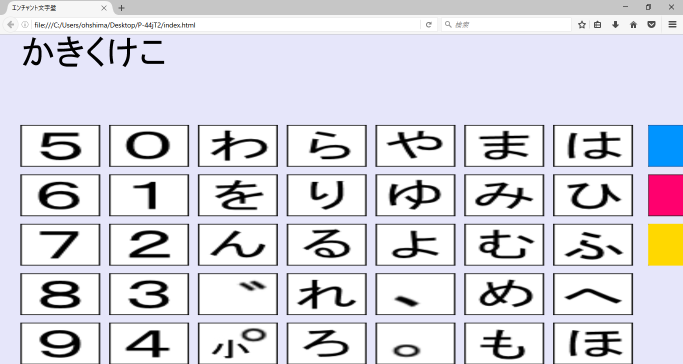 エンチャント文字盤
file:///C:/Users/ohshima/Desktop/P-44jT2/index.html
検索
かきくけこ
5 0 わ ら や ま は
6 1 を り ゆ み ひ
7 2 ん る よ む ふ
8 3 ゛ れ 、 め へ
9 4 小゜ ろ 。 も ほ